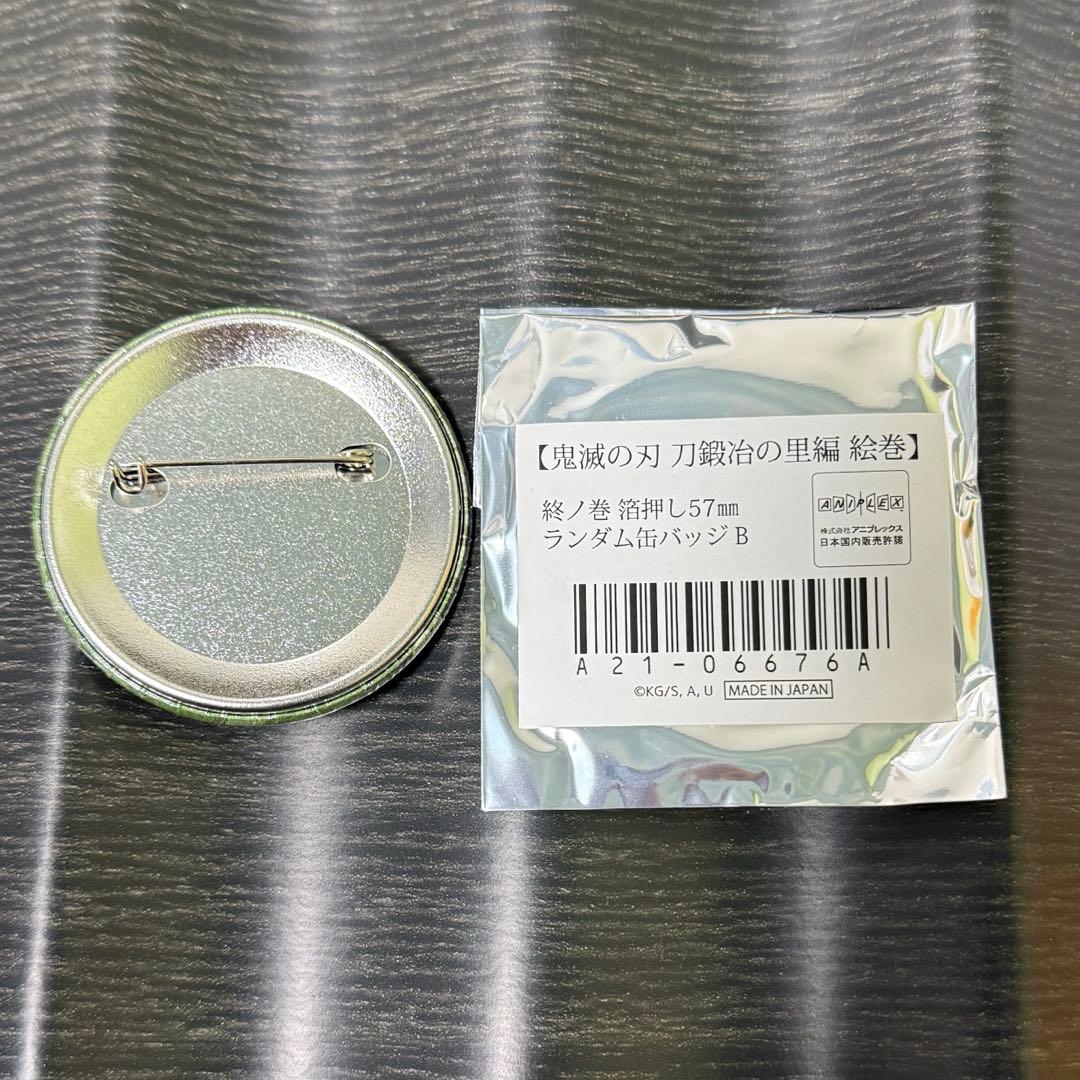 【鬼滅の刃 刀鍛冶の里編 絵巻】
終ノ巻 箔押し57㎜
ランダム缶バッジB
ANIPLEX
株式会社アニプレックス
日本国内販売許諾
A21-06676A
©KG/S, A, U MADE IN JAPAN